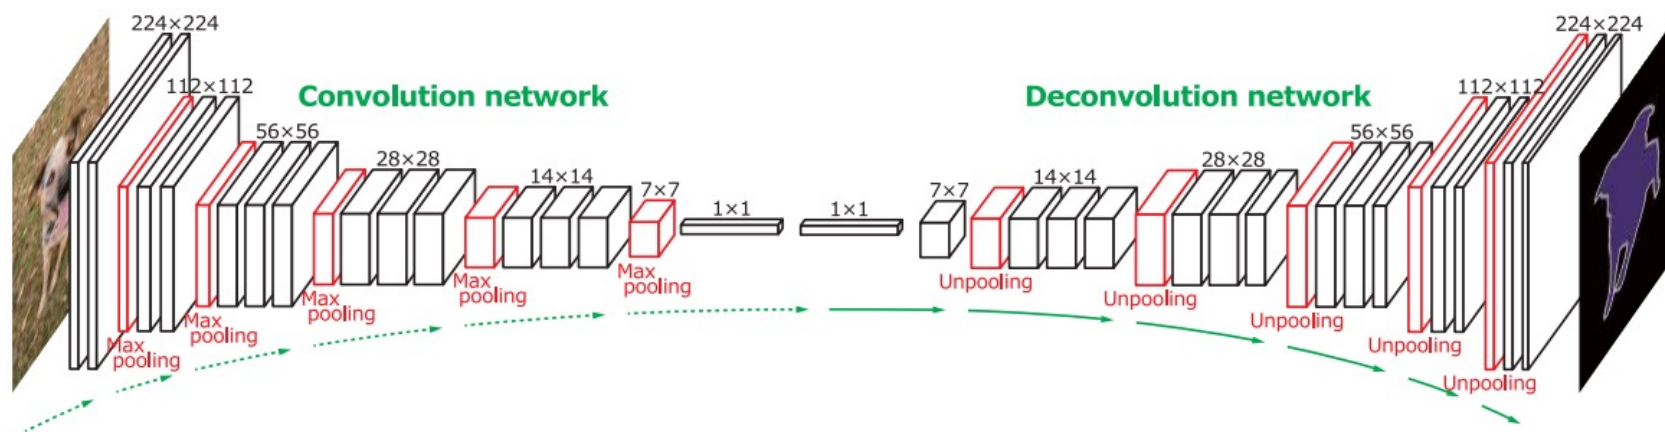 224×224
112×112
Convolution network
56×56
28×28
14×14
7×7
1×1
1×1
7×7
14×14
28×28
Deconvolution network
56×56
112×112
224×224
Max
pooling
Max
pooling
Max
pooling
Max
pooling
Max
pooling
Unpooling
Unpooling
Unpooling
Unpooling
Unpooling